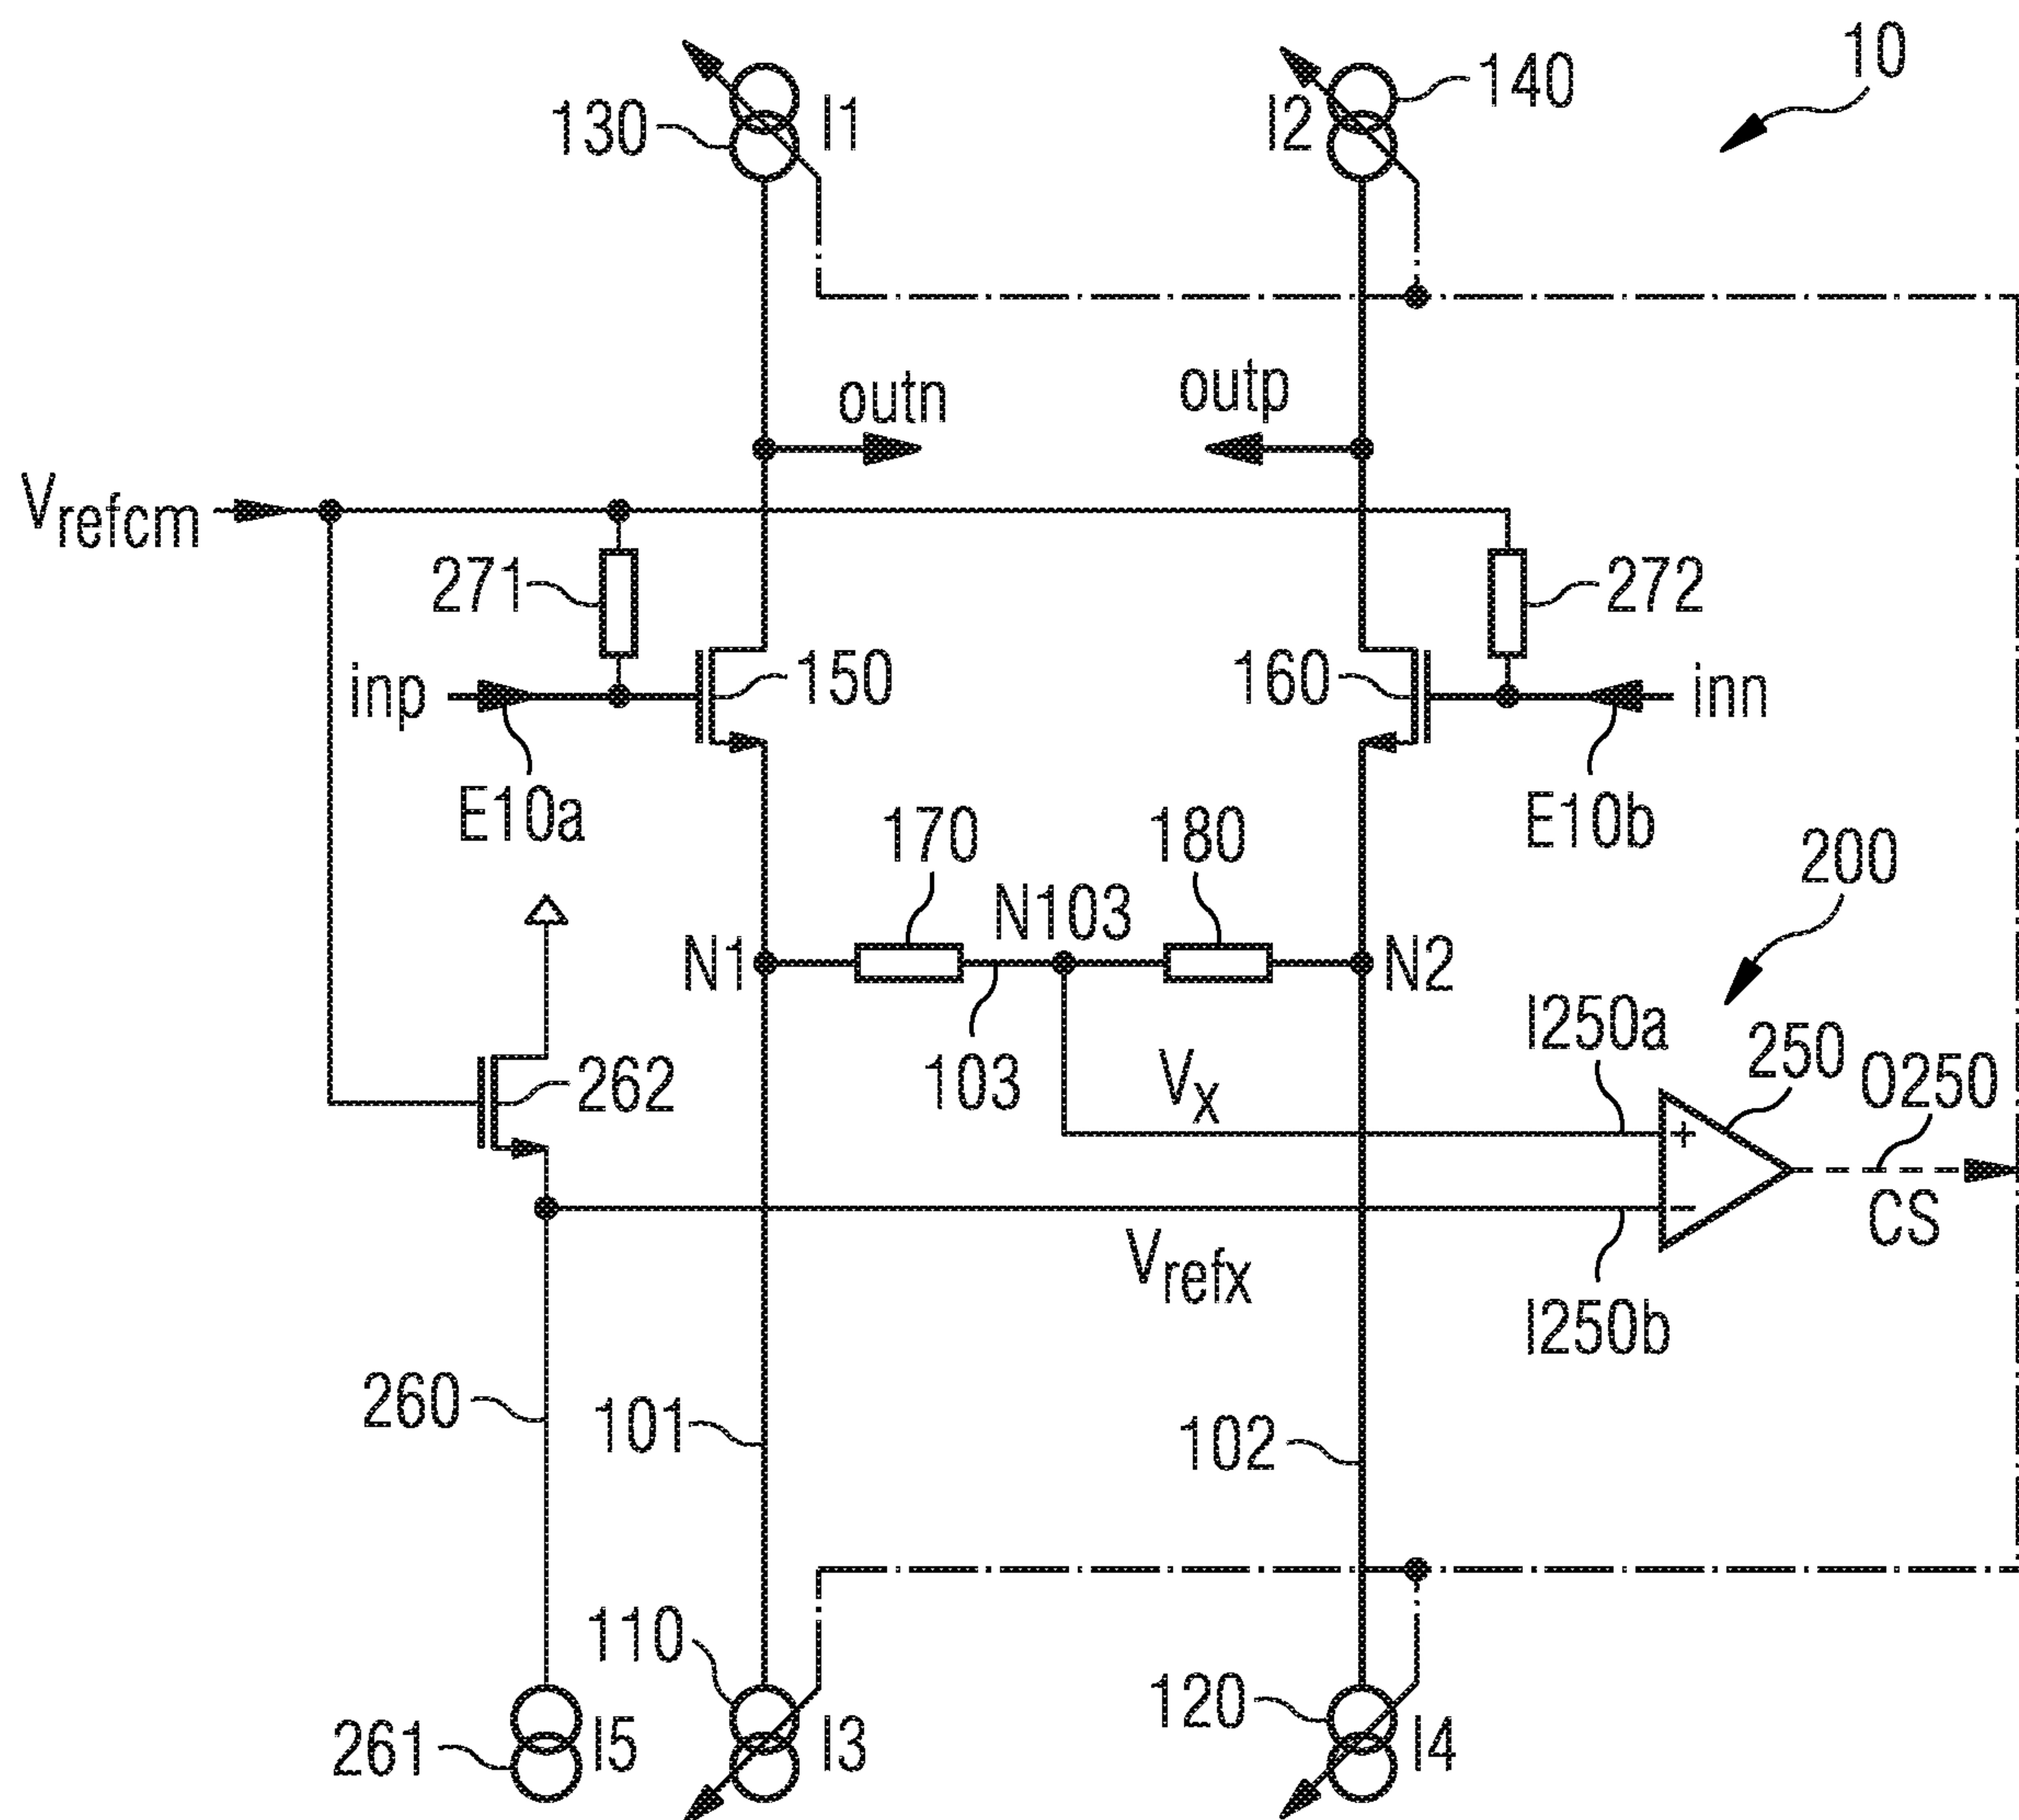 10
130
I1
I2
140
outn
outp
Vrefcm
271
272
inp
150
160
inn
E10a
E10b
170
180
200
N103
N1
N2
I250a
250
O250
262
103
Vx
+
CS
−
Vrefx
I250b
260
101
102
110
120
261
I5
I3
I4